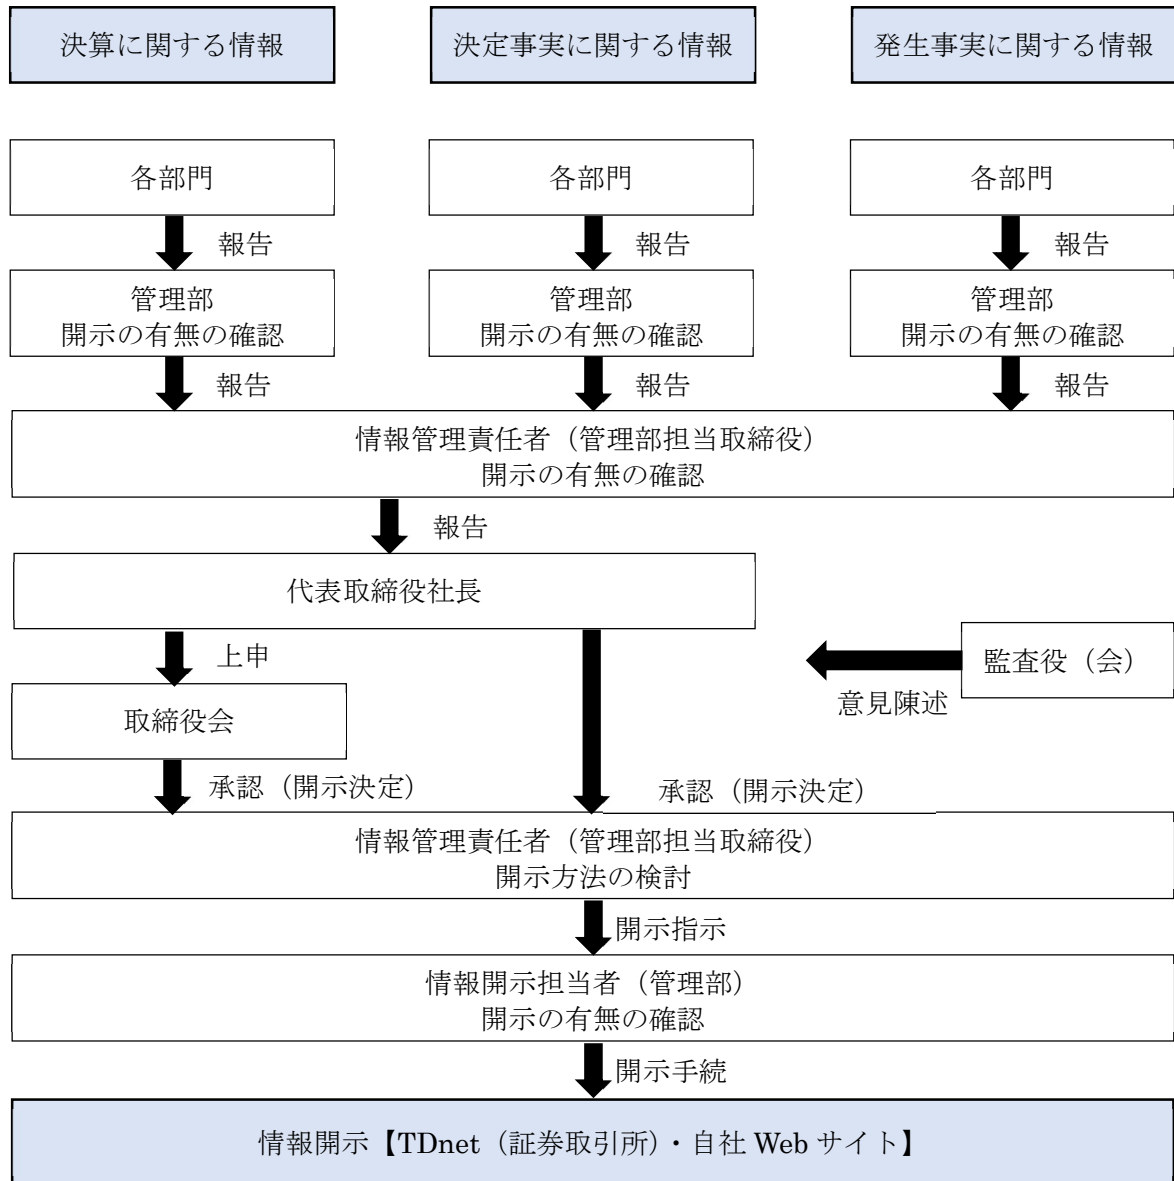 決算に関する情報
決定事実に関する情報
発生事実に関する情報
各部門
各部門
各部門
報告
報告
報告
管理部
開示の有無の確認
管理部
開示の有無の確認
管理部
開示の有無の確認
報告
報告
報告
情報管理責任者（管理部担当取締役）
開示の有無の確認
報告
代表取締役社長
上申
監査役（会）
意見陳述
取締役会
承認（開示決定）
承認（開示決定）
情報管理責任者（管理部担当取締役）
開示方法の検討
開示指示
情報開示担当者（管理部）
開示の有無の確認
開示手続
情報開示【TDnet（証券取引所）・自社 Web サイト】